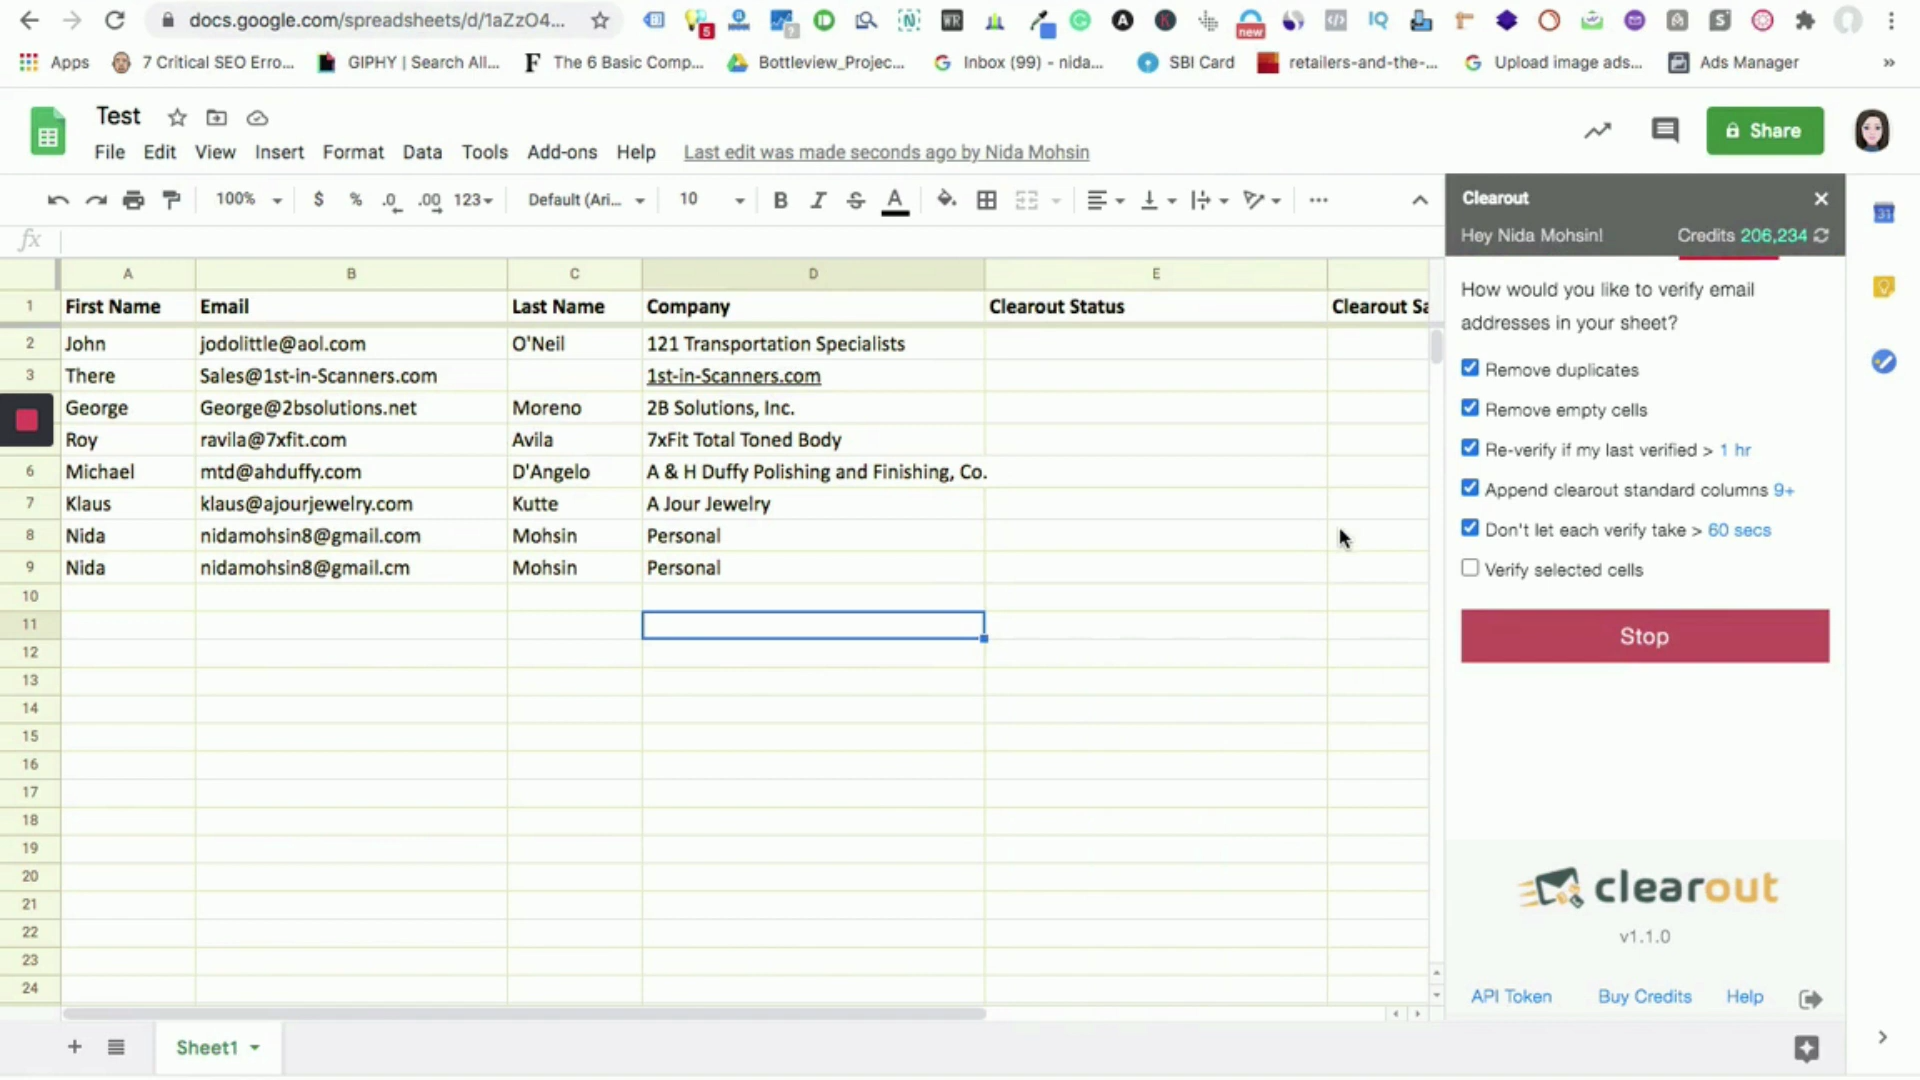 docs.google.com/spreadsheets/d/1aZzO4...
5
new
Apps
7 Critical SEO Erro...
GIPHY | Search All...
The 6 Basic Comp...
Bottleview_Projec...
Inbox (99) - nida...
SBI Card
retailers-and-the-...
Upload image ads...
Ads Manager
Test
File Edit View Insert Format Data Tools Add-ons Help Last edit was made seconds ago by Nida Mohsin
Share
100% $ % .0 .00 123 Default (Ari... 10 B I S A
fx
A B C D E
1 First Name Email Last Name Company Clearout Status Clearout Sa
2 John jodolittle@aol.com O'Neil 121 Transportation Specialists
3 There Sales@1st-in-Scanners.com 1st-in-Scanners.com
George George@2bsolutions.net Moreno 2B Solutions, Inc.
Roy ravila@7xfit.com Avila 7xFit Total Toned Body
6 Michael mtd@ahduffy.com D'Angelo A & H Duffy Polishing and Finishing, Co.
7 Klaus klaus@ajourjewelry.com Kutte A Jour Jewelry
8 Nida nidamohsin8@gmail.com Mohsin Personal
9 Nida nidamohsin8@gmail.cm Mohsin Personal
10
11
12
13
14
15
16
17
18
19
20
21
22
23
24
Sheet1
Clearout
Hey Nida Mohsin! Credits 206,234
How would you like to verify email
addresses in your sheet?
Remove duplicates
Remove empty cells
Re-verify if my last verified > 1 hr
Append clearout standard columns 9+
Don't let each verify take > 60 secs
Verify selected cells
Stop
clearout
v1.1.0
API Token Buy Credits Help
31